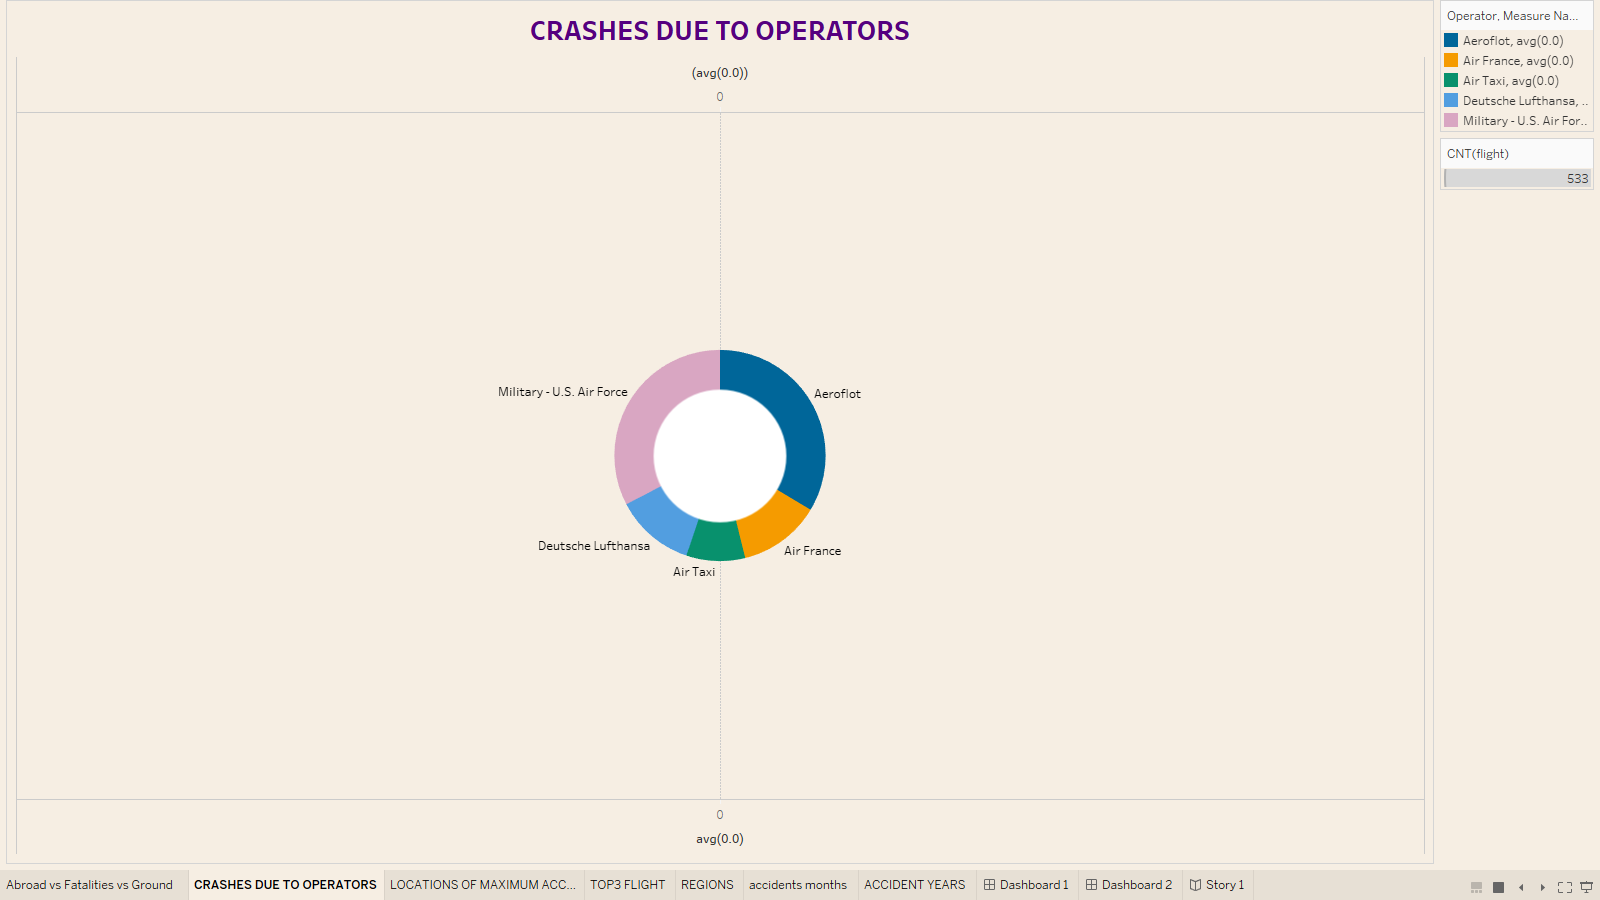 CRASHES DUE TO OPERATORS
(avg(0.0))
0
Military - U.S. Air Force
Aeroflot
Deutsche Lufthansa
Air France
Air Taxi
0
avg(0.0)
Operator, Measure Na...
Aeroflot, avg(0.0)
Air France, avg(0.0)
Air Taxi, avg(0.0)
Deutsche Lufthansa, ..
Military - U.S. Air For..
CNT(flight)
533
Abroad vs Fatalities vs Ground
CRASHES DUE TO OPERATORS
LOCATIONS OF MAXIMUM ACC...
TOP3 FLIGHT
REGIONS
accidents months
ACCIDENT YEARS
Dashboard 1
Dashboard 2
Story 1